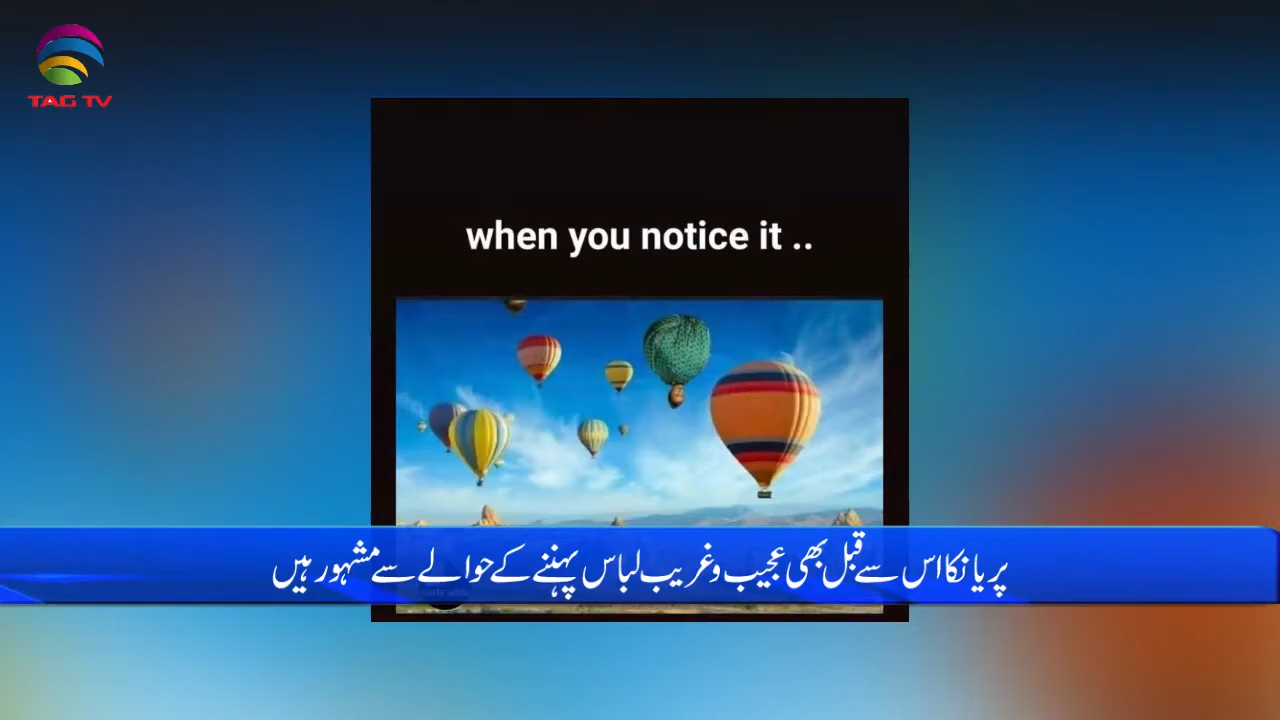 TAG TV
when you notice it ..
پریانکا اس سے قبل بھی عجیب و غریب لباس پہننے کے حوالے سے مشہور ہیں